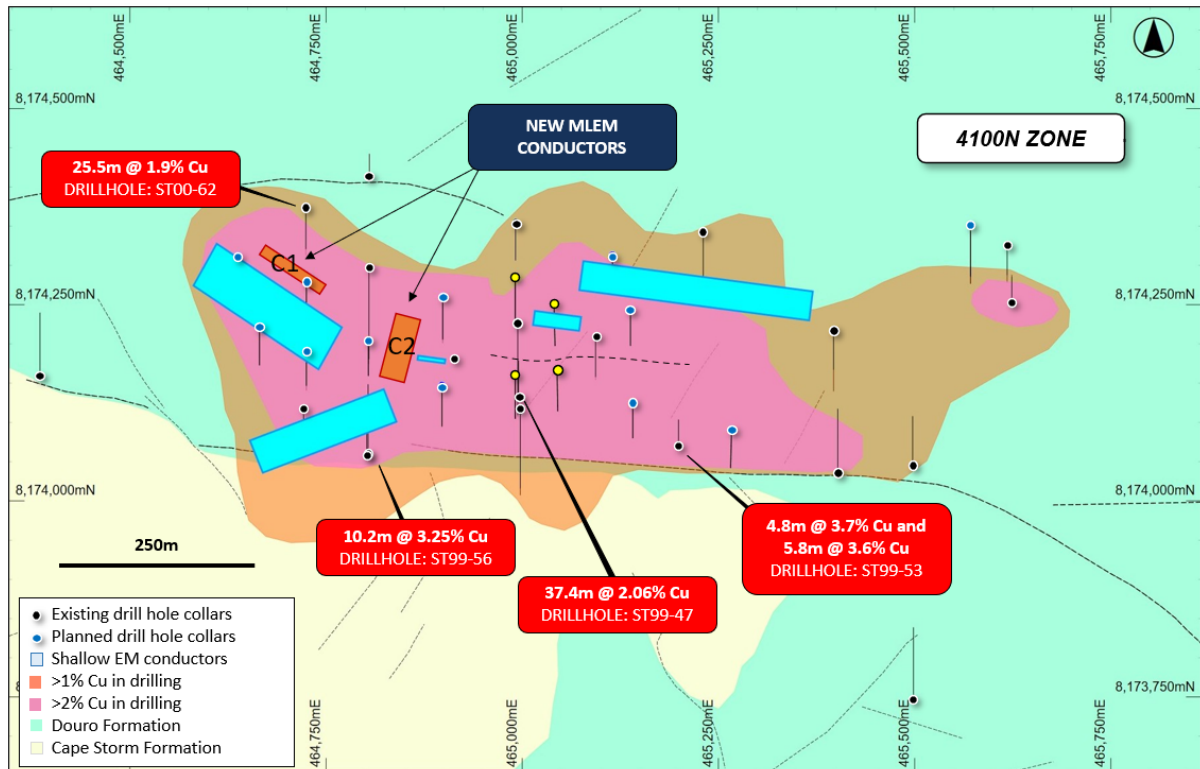 464,500mE
464,750mE
465,000mE
465,250mE
465,500mE
465,750mE
8,174,500mN
8,174,500mN
NEW MLEM
CONDUCTORS
4100N ZONE
25.5m @ 1.9% Cu
DRILLHOLE: ST00-62
C1
8,174,250mN
8,174,250mN
C2
8,174,000mN
8,174,000mN
10.2m @ 3.25% Cu
DRILLHOLE: ST99-56
4.8m @ 3.7% Cu and
5.8m @ 3.6% Cu
DRILLHOLE: ST99-53
250m
37.4m @ 2.06% Cu
DRILLHOLE: ST99-47
Existing drill hole collars
Planned drill hole collars
Shallow EM conductors
>1% Cu in drilling
>2% Cu in drilling
Douro Formation
Cape Storm Formation
8,173,750mN
464,750mE
465,000mE
465,250mE
465,500mE
465,750mE